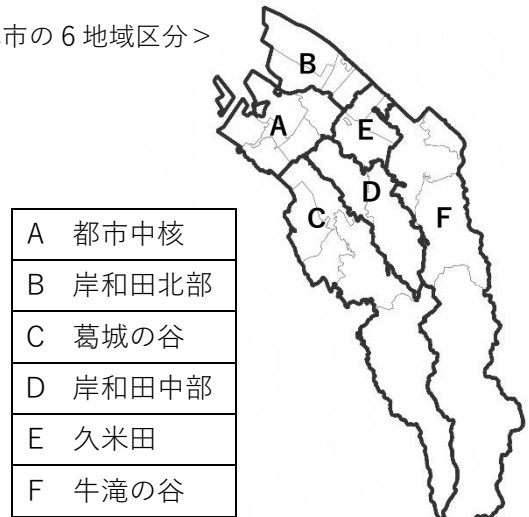 市の６地域区分＞
B
A
E
D
C
F
A 都市中核
B 岸和田北部
C 葛城の谷
D 岸和田中部
E 久米田
F 牛滝の谷